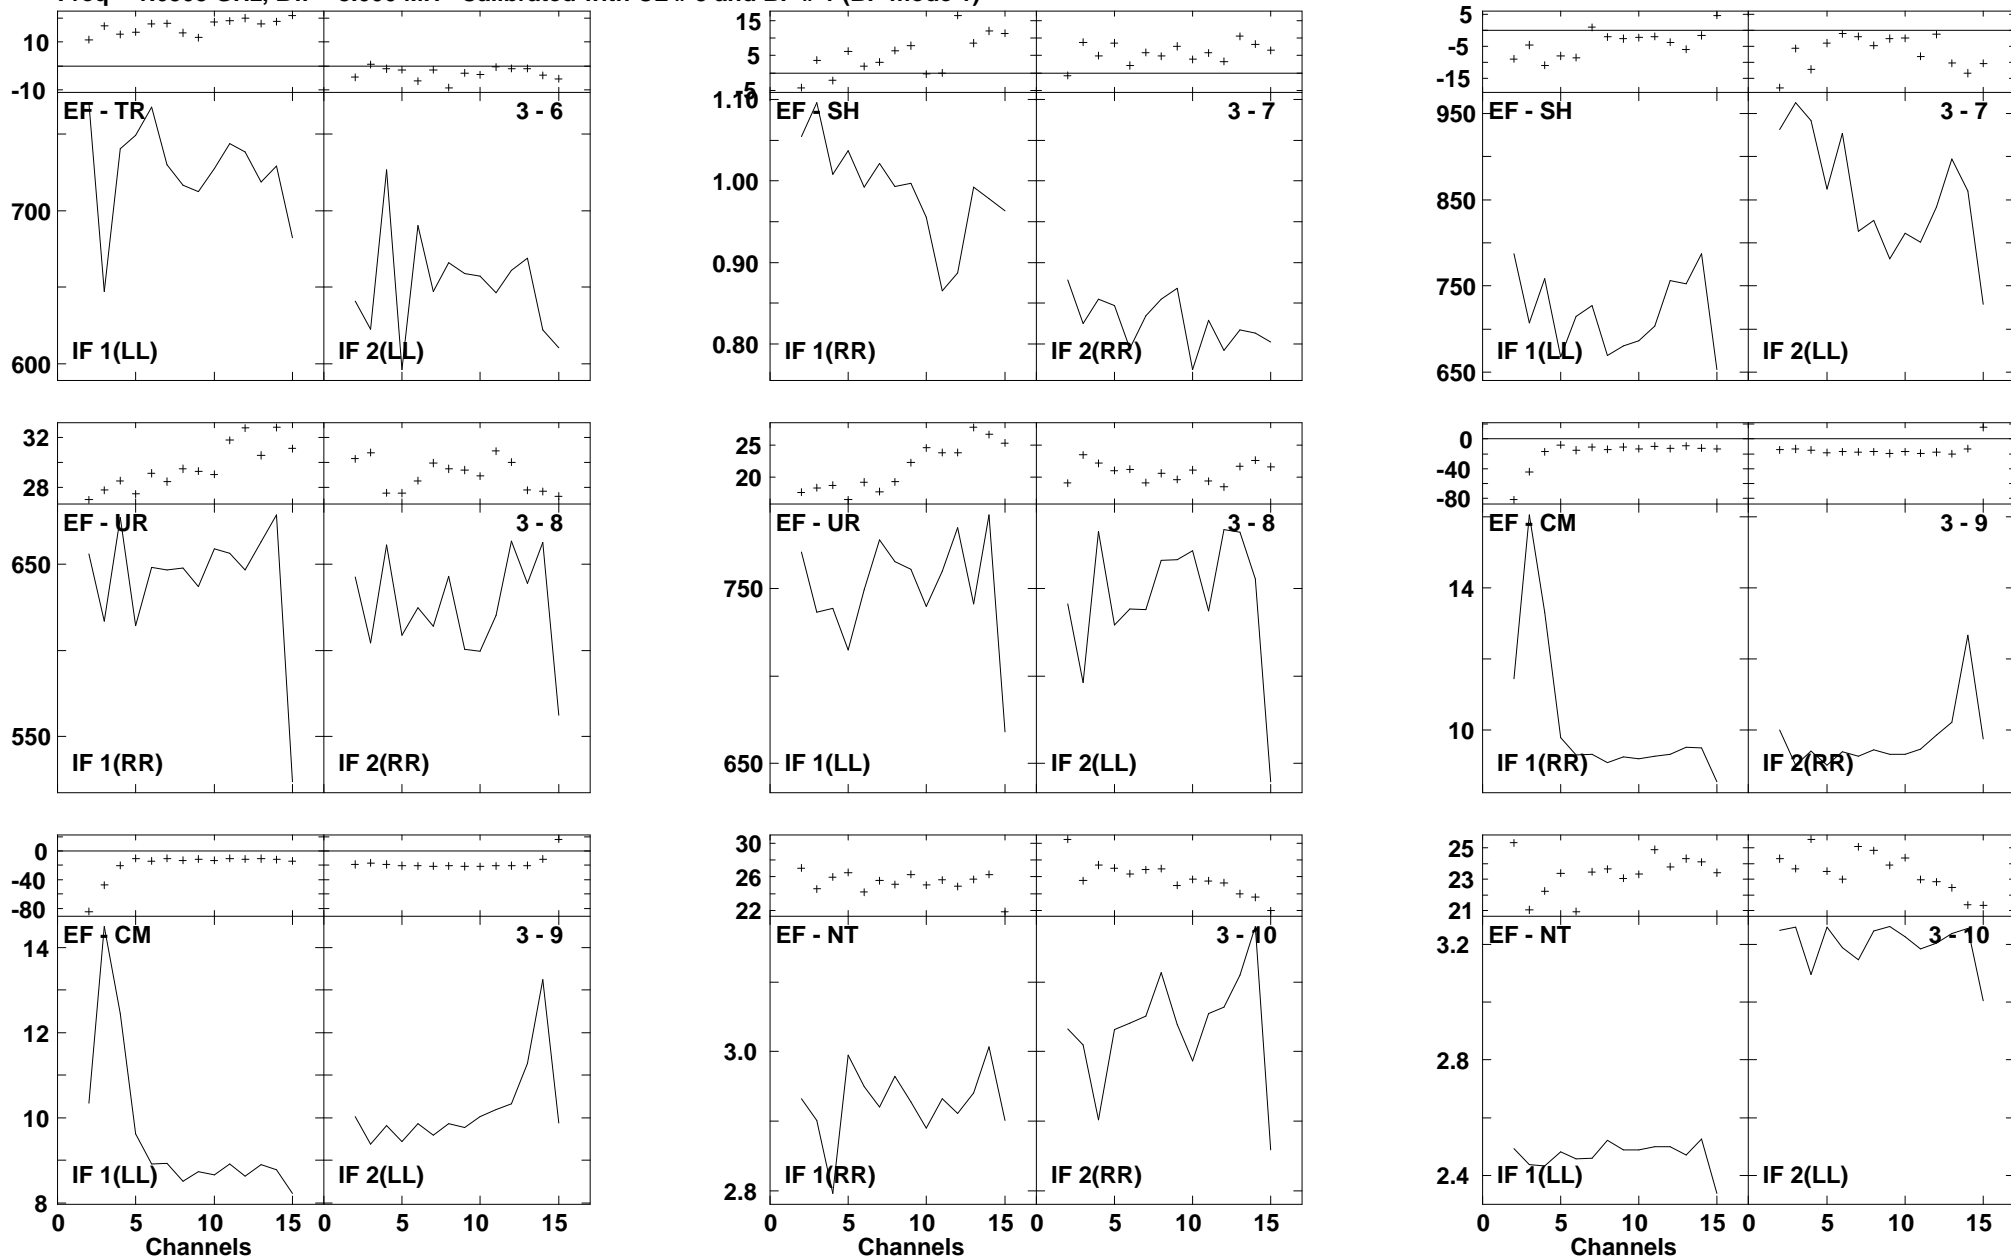 10
-10
EF - TR
3 - 6
700
600
IF 1(LL)
IF 2(LL)
15
5
-5
1.10
EF - SH
3 - 7
1.00
0.90
0.80
IF 1(RR)
IF 2(RR)
5
-5
-15
EF - SH
3 - 7
950
850
750
650
IF 1(LL)
IF 2(LL)
32
28
EF - UR
3 - 8
650
550
IF 1(RR)
IF 2(RR)
25
20
EF - UR
3 - 8
750
650
IF 1(LL)
IF 2(LL)
0
-40
-80
EF - CM
3 - 9
14
10
IF 1(RR)
IF 2(RR)
0
-40
-80
EF - CM
3 - 9
14
12
10
8
IF 1(LL)
IF 2(LL)
0 5 10 15 0 5 10 15
Channels
30
26
22
EF - NT
3 - 10
3.0
2.8
IF 1(RR)
IF 2(RR)
0 5 10 15 0 5 10 15
Channels
25
23
21
EF - NT
3 - 10
3.2
2.8
2.4
IF 1(LL)
IF 2(LL)
0 5 10 15 0 5 10 15
Channels